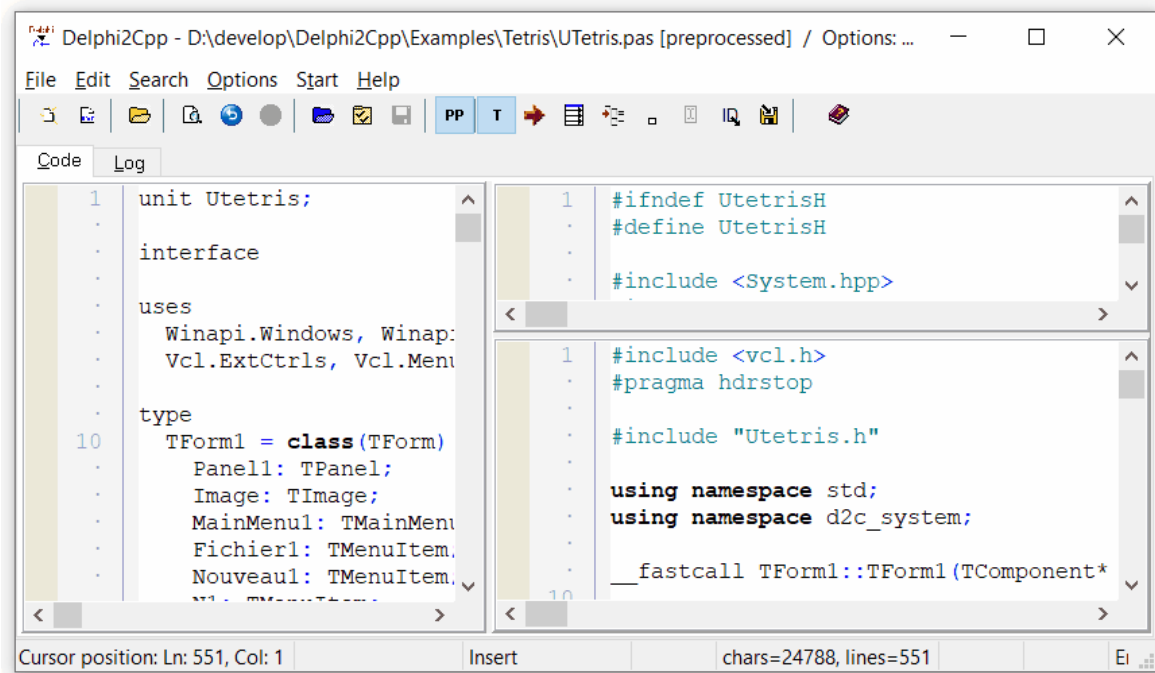 Delphi2Cpp - D:\develop\Delphi2Cpp\Examples\Tetris\UTetris.pas [preprocessed] / Options: ...
File Edit Search Options Start Help
PP T
Code Log
1 unit Utetris;
interface
uses
Winapi.Windows, Winap
Vcl.ExtCtrls, Vcl.Menu
type
10 TForm1 = class(TForm)
Panel1: TPanel;
Image: TImage;
MainMenu1: TMainMenu
Fichier1: TMenuItem;
Nouveau1: TMenuItem;
1 #ifndef UtetrisH
#define UtetrisH
#include <System.hpp>
1 #include <vcl.h>
#pragma hdrstop
#include "Utetris.h"
using namespace std;
using namespace d2c_system;
__fastcall TForm1::TForm1(TComponent*
10
Cursor position: Ln: 551, Col: 1 Insert chars=24788, lines=551